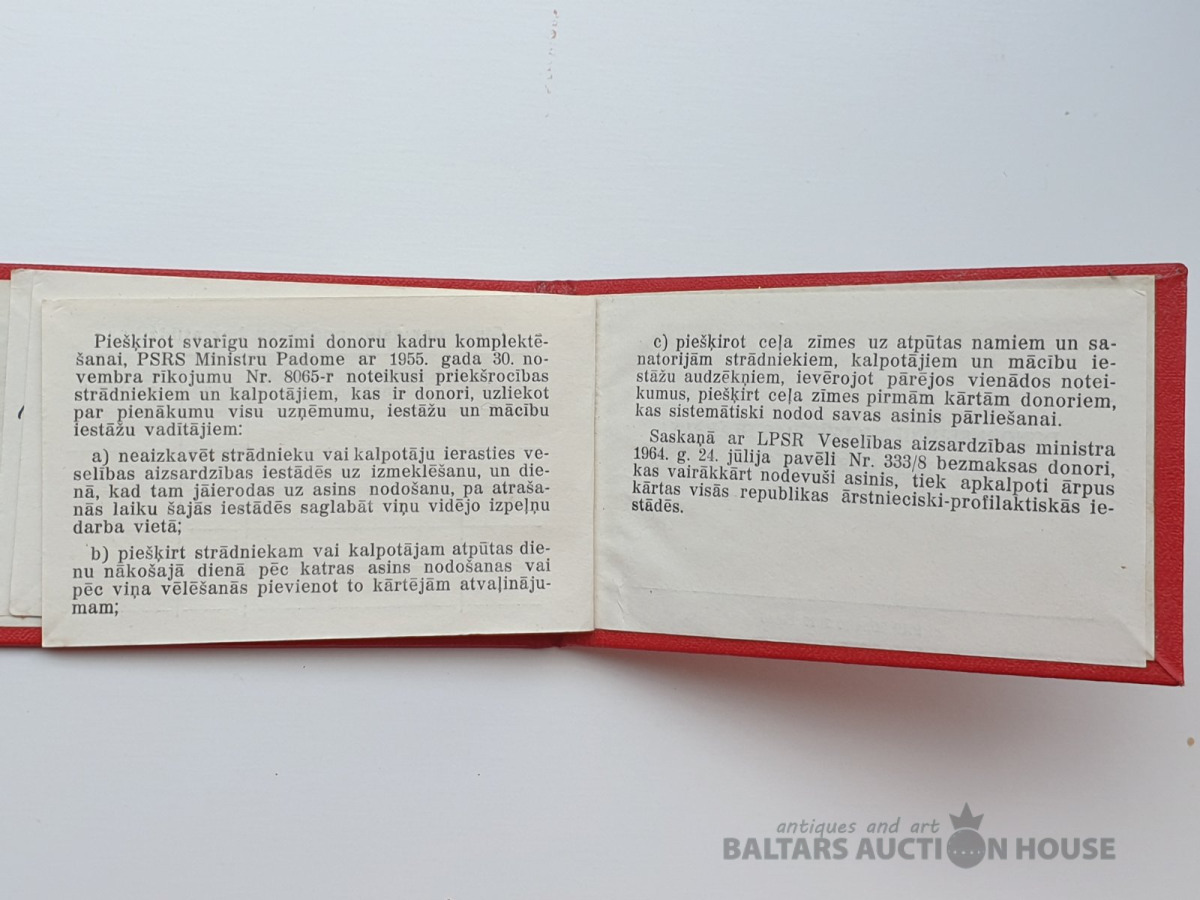 Piešķirot svarīgu nozīmi donoru kadru komplektē-
šanai, PSRS Ministru Padome ar 1955. gada 30. no-
vembra rīkojumu Nr. 8065-r noteikusi priekšrocības
strādniekiem un kalpotājiem, kas ir donori, uzliekot
par pienākumu visu uzņēmumu, iestāžu un mācību
iestāžu vadītājiem:
a) neaizkavēt strādnieku vai kalpotāju ierasties ve-
selības aizsardzības iestādēs uz izmeklēšanu, un die-
nā, kad tam jāierodas uz asins nodošanu, pa atraša-
nās laiku šajās iestādēs saglabāt viņu vidējo izpeļņu
darba vietā;
b) piešķirt strādniekam vai kalpotājam atpūtas die-
nu nākošajā dienā pēc katras asins nodošanas vai
pēc viņa vēlēšanās pievienot to kārtējām atvaļināju-
mam;
c) piešķirot ceļa zīmes uz atpūtas namiem un sa-
natorijām strādniekiem, kalpotājiem un mācību ie-
stāžu audzēkņiem, ievērojot pārējos vienādos notei-
kumus, piešķirt ceļa zīmes pirmām kārtām donoriem,
kas sistemātiski nodod savas asinis pārliešanai.
Saskaņā ar LPSR Veselības aizsardzības ministra
1964. g. 24. jūlija pavēli Nr. 333/8 bezmaksas donori,
kas vairākkārt nodevuši asinis, tiek apkalpoti ārpus
kārtas visās republikas ārstnieciski-profilaktiskās ie-
stādēs.
antiques and art
BALTARS AUCTION HOUSE